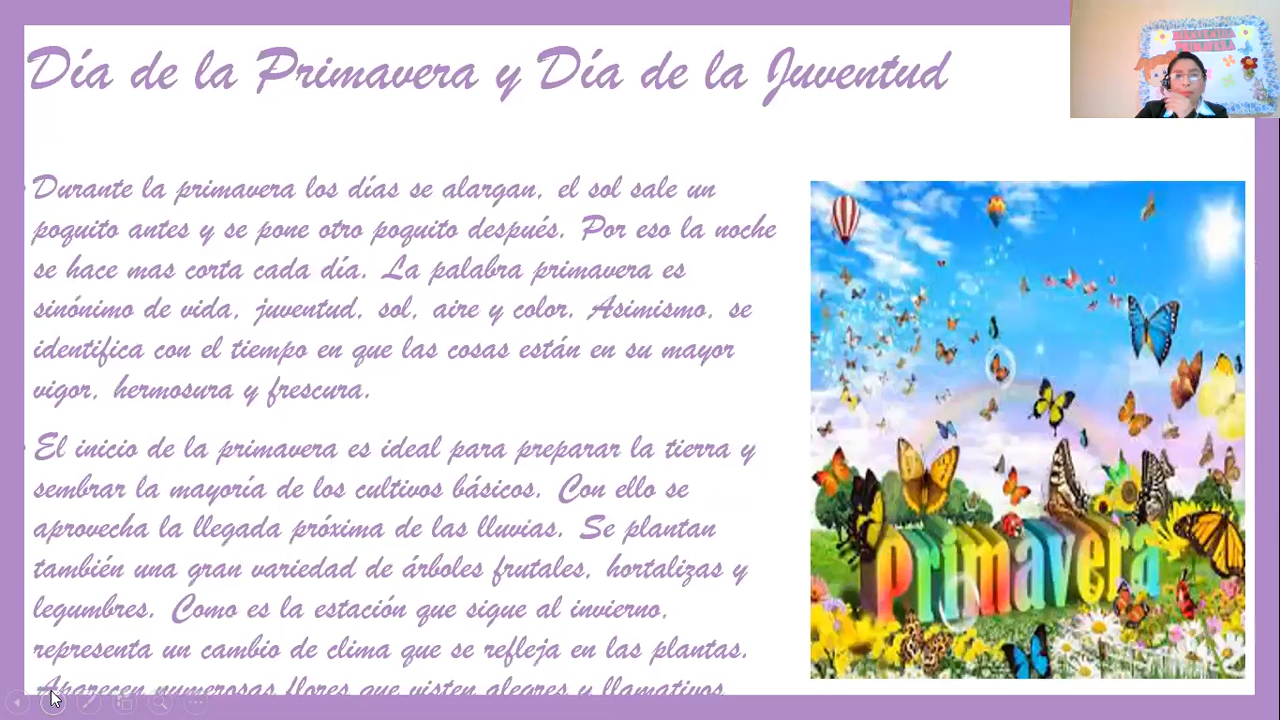 Día de la Primavera y Día de la Juventud
BIENVENIDA
PRIMAVERA
Durante la primavera los días se alargan, el sol sale un
poquito antes y se pone otro poquito después. Por eso la noche
se hace mas corta cada día. La palabra primavera es
sinónimo de vida, juventud, sol, aire y color. Asimismo, se
identifica con el tiempo en que las cosas están en su mayor
vigor, hermosura y frescura.
El inicio de la primavera es ideal para preparar la tierra y
sembrar la mayoría de los cultivos básicos. Con ello se
aprovecha la llegada próxima de las lluvias. Se plantan
también una gran variedad de árboles frutales, hortalizas y
legumbres. Como es la estación que sigue al invierno,
representa un cambio de clima que se refleja en las plantas.
Aparecen numerosas flores que visten alegres y llamativos
primavera